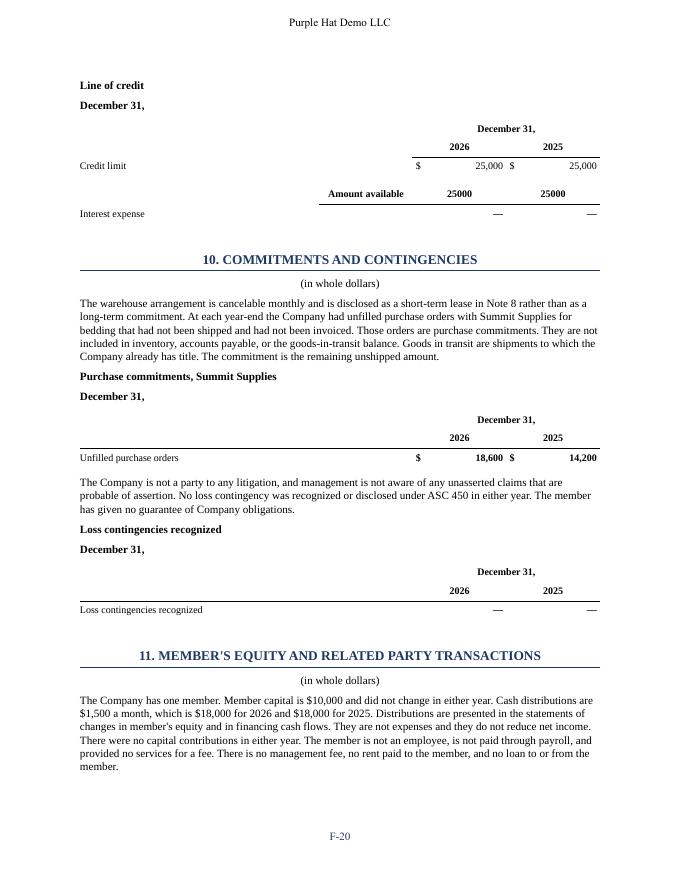 Purple Hat Demo LLC
Line of credit
December 31,
December 31,
2026 2025
Credit limit $ 25,000 $ 25,000
Amount available 25000 25000
Interest expense — —
10. COMMITMENTS AND CONTINGENCIES
(in whole dollars)
The warehouse arrangement is cancelable monthly and is disclosed as a short-term lease in Note 8 rather than as a
long-term commitment. At each year-end the Company had unfilled purchase orders with Summit Supplies for
bedding that had not been shipped and had not been invoiced. Those orders are purchase commitments. They are not
included in inventory, accounts payable, or the goods-in-transit balance. Goods in transit are shipments to which the
Company already has title. The commitment is the remaining unshipped amount.
Purchase commitments, Summit Supplies
December 31,
December 31,
2026 2025
Unfilled purchase orders $ 18,600 $ 14,200
The Company is not a party to any litigation, and management is not aware of any unasserted claims that are
probable of assertion. No loss contingency was recognized or disclosed under ASC 450 in either year. The member
has given no guarantee of Company obligations.
Loss contingencies recognized
December 31,
December 31,
2026 2025
Loss contingencies recognized — —
11. MEMBER'S EQUITY AND RELATED PARTY TRANSACTIONS
(in whole dollars)
The Company has one member. Member capital is $10,000 and did not change in either year. Cash distributions are
$1,500 a month, which is $18,000 for 2026 and $18,000 for 2025. Distributions are presented in the statements of
changes in member's equity and in financing cash flows. They are not expenses and they do not reduce net income.
There were no capital contributions in either year. The member is not an employee, is not paid through payroll, and
provided no services for a fee. There is no management fee, no rent paid to the member, and no loan to or from the
member.
F-20